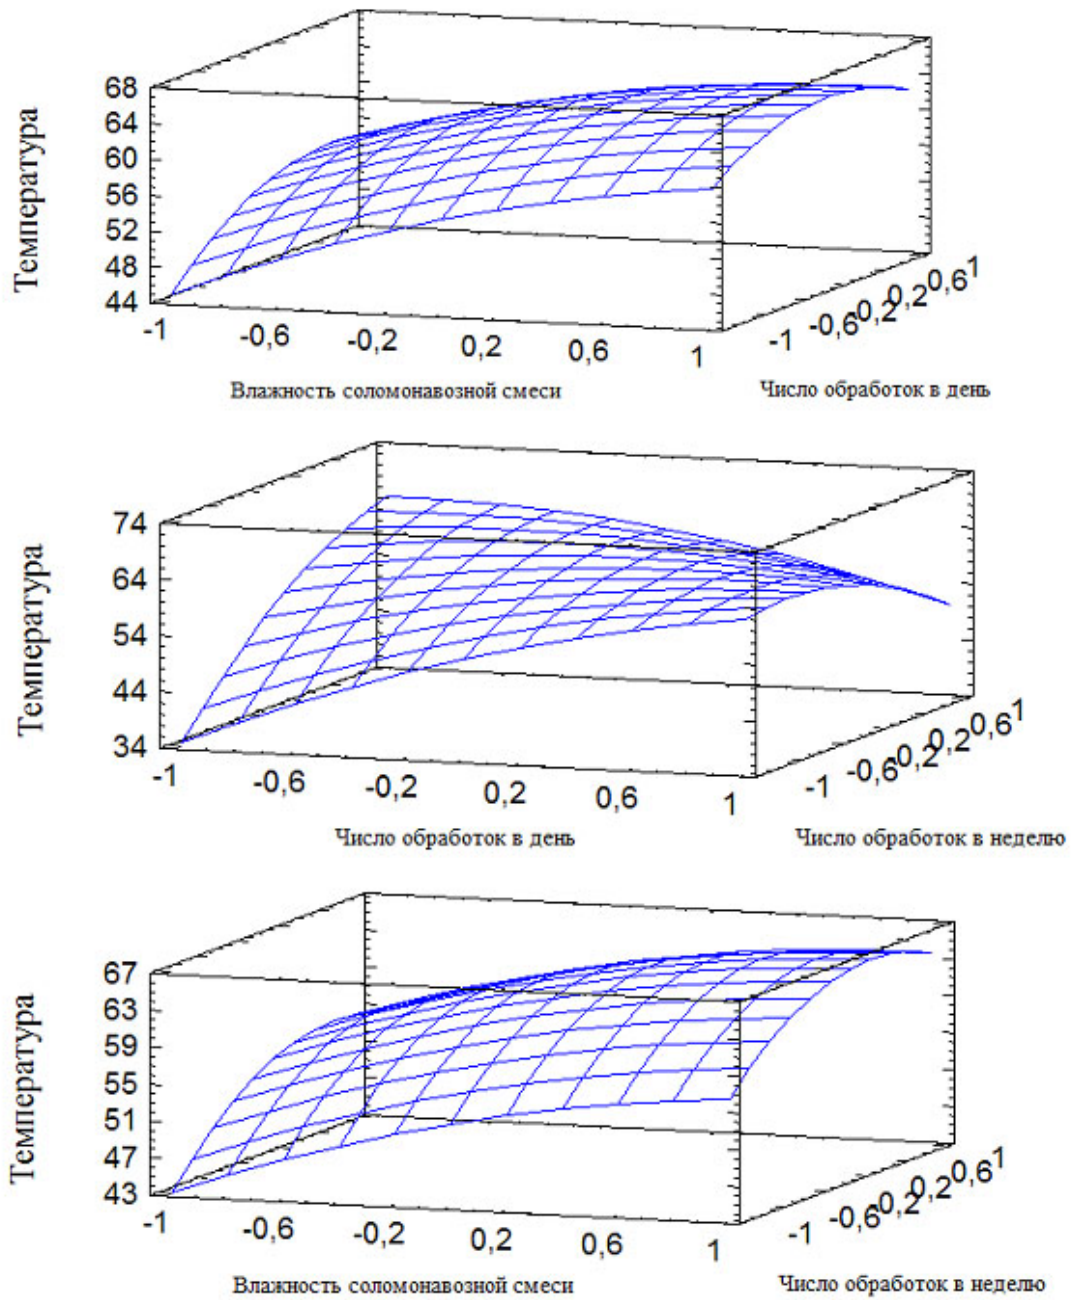 Температура
68
64
60
56
52
48
44
-1 -0,6 -0,2 0,2 0,6 1
-1 -0,6 -0,2 0,2 0,6 1
Влажность соломонавозной смеси
Число обработок в день
Температура
74
64
54
44
34
-1 -0,6 -0,2 0,2 0,6 1
-1 -0,6 -0,2 0,2 0,6 1
Число обработок в день
Число обработок в неделю
Температура
67
63
59
55
51
47
43
-1 -0,6 -0,2 0,2 0,6 1
-1 -0,6 -0,2 0,2 0,6 1
Влажность соломонавозной смеси
Число обработок в неделю